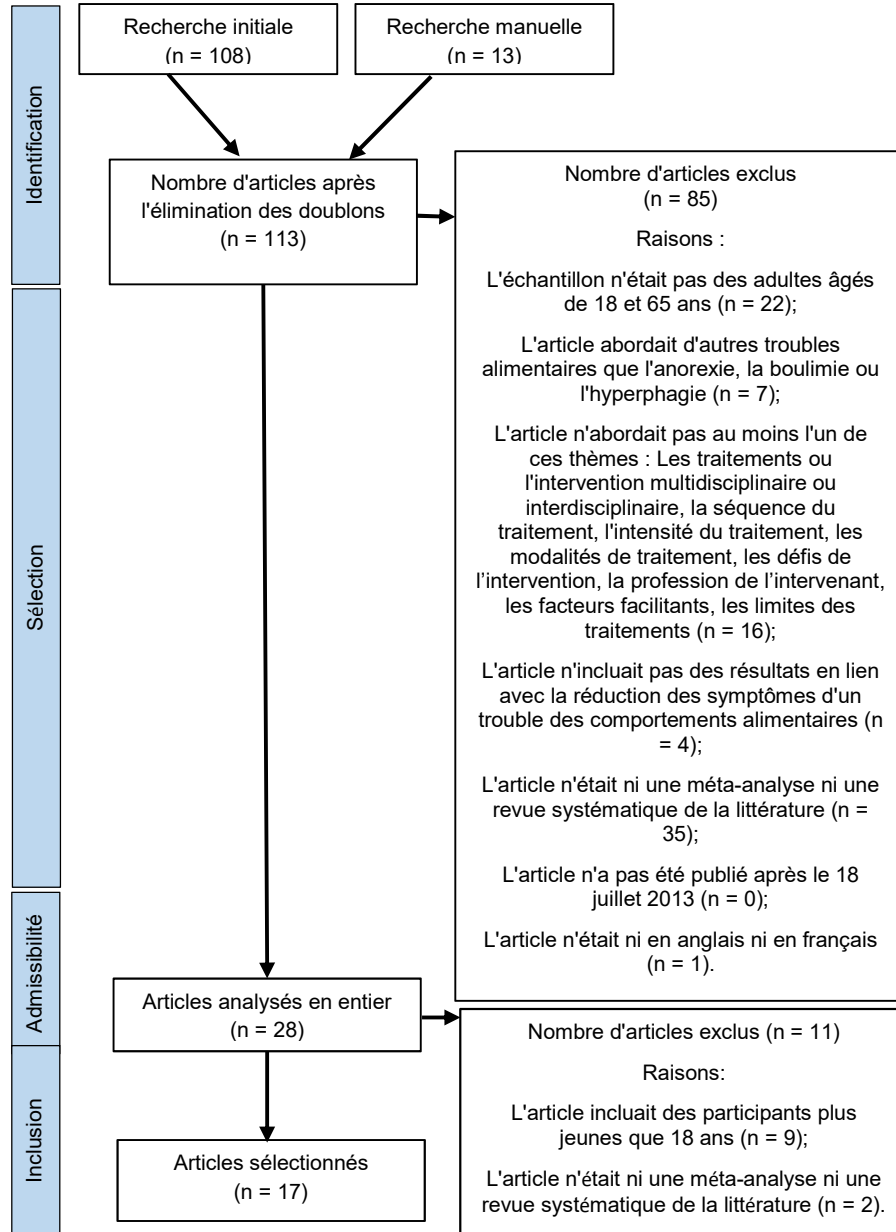 Recherche initiale
(n = 108)
Recherche manuelle
(n = 13)
Identification
Nombre d'articles après
l'élimination des doublons
(n = 113)
Nombre d'articles exclus
(n = 85)
Raisons :
L'échantillon n'était pas des adultes âgés
de 18 et 65 ans (n = 22);
L'article abordait d'autres troubles
alimentaires que l'anorexie, la boulimie ou
l'hyperphagie (n = 7);
L'article n'abordait pas au moins l'un de
ces thèmes : Les traitements ou
l'intervention multidisciplinaire ou
interdisciplinaire, la séquence du
traitement, l'intensité du traitement, les
modalités de traitement, les défis de
l’intervention, la profession de l’intervenant,
les facteurs facilitants, les limites des
traitements (n = 16);
L'article n'incluait pas des résultats en lien
avec la réduction des symptômes d'un
trouble des comportements alimentaires (n
= 4);
L'article n'était ni une méta-analyse ni une
revue systématique de la littérature (n =
35);
L'article n'a pas été publié après le 18
juillet 2013 (n = 0);
L'article n'était ni en anglais ni en français
(n = 1).
Sélection
Admissibilité
Articles analysés en entier
(n = 28)
Nombre d'articles exclus (n = 11)
Raisons:
L'article incluait des participants plus
jeunes que 18 ans (n = 9);
L'article n'était ni une méta-analyse ni une
revue systématique de la littérature (n = 2).
Inclusion
Articles sélectionnés
(n = 17)